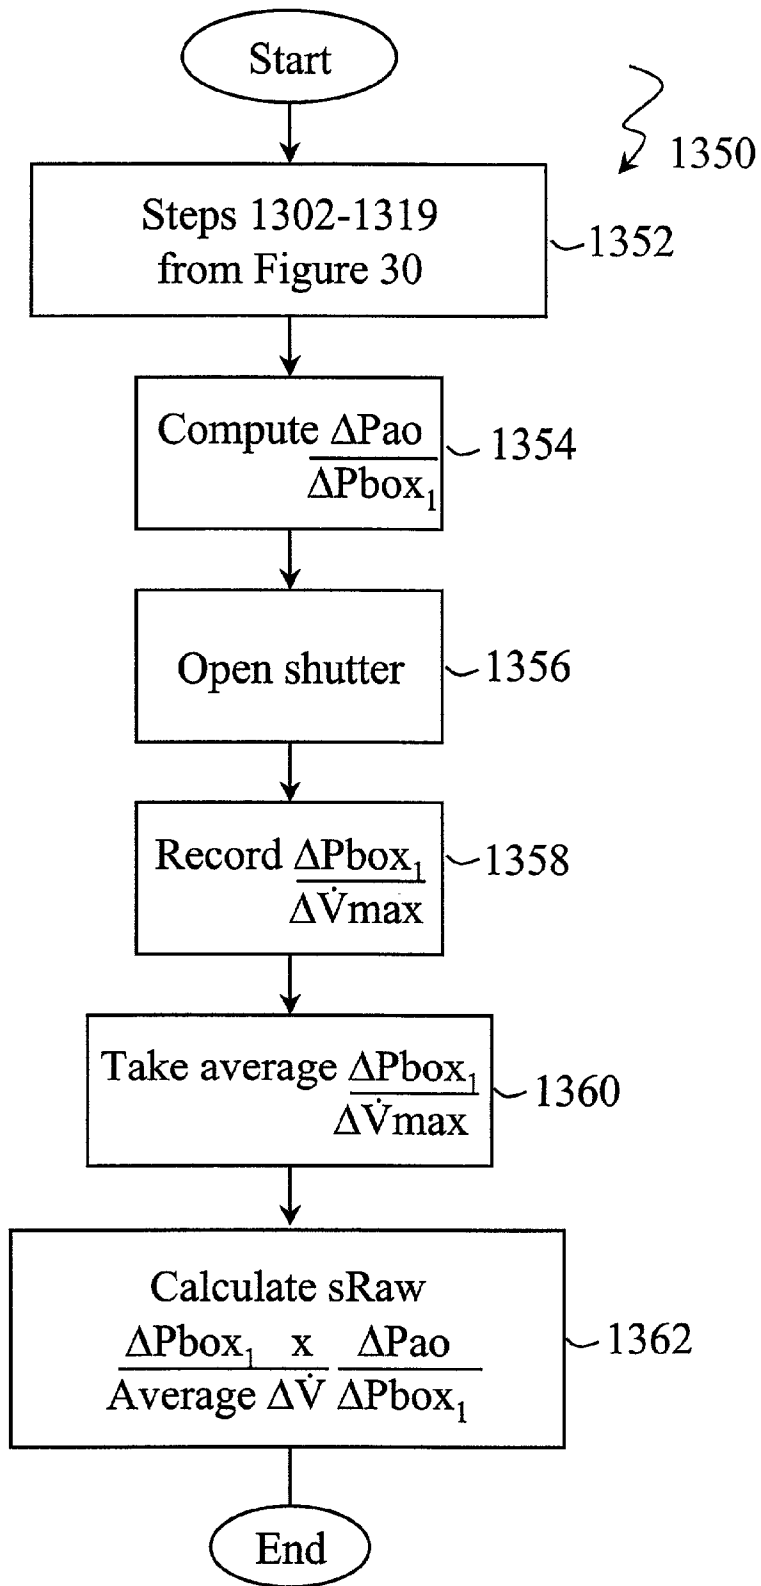 Start
1350
Steps 1302-1319
from Figure 30
1352
Compute ΔPao
ΔPbox₁
1354
Open shutter
1356
Record ΔPbox₁
ΔV̇max
1358
Take average ΔPbox₁
ΔV̇max
1360
Calculate sRaw
ΔPbox₁ x ΔPao
Average ΔV̇ ΔPbox₁
1362
End